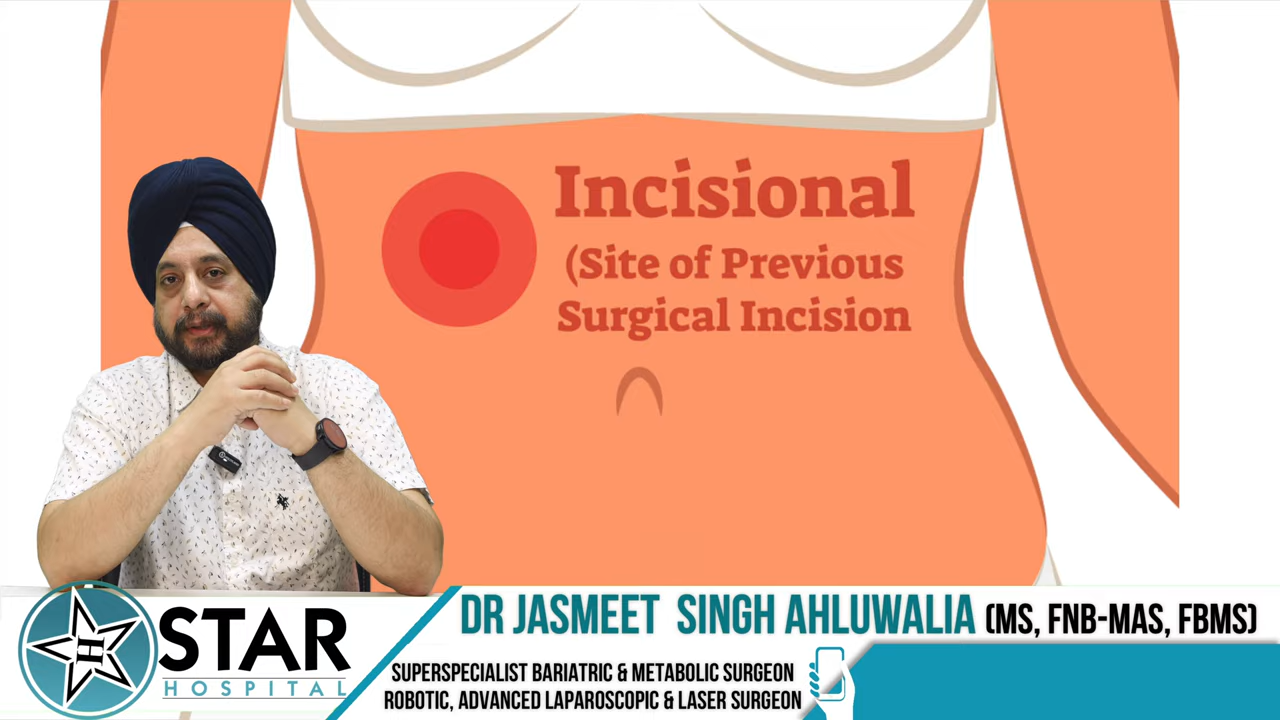 Incisional
(Site of Previous
Surgical Incision
H
STAR
HOSPITAL
DR JASMEET SINGH AHLUWALIA (MS, FNB-MAS, FBMS)
SUPERSPECIALIST BARIATRIC & METABOLIC SURGEON
ROBOTIC, ADVANCED LAPAROSCOPIC & LASER SURGEON